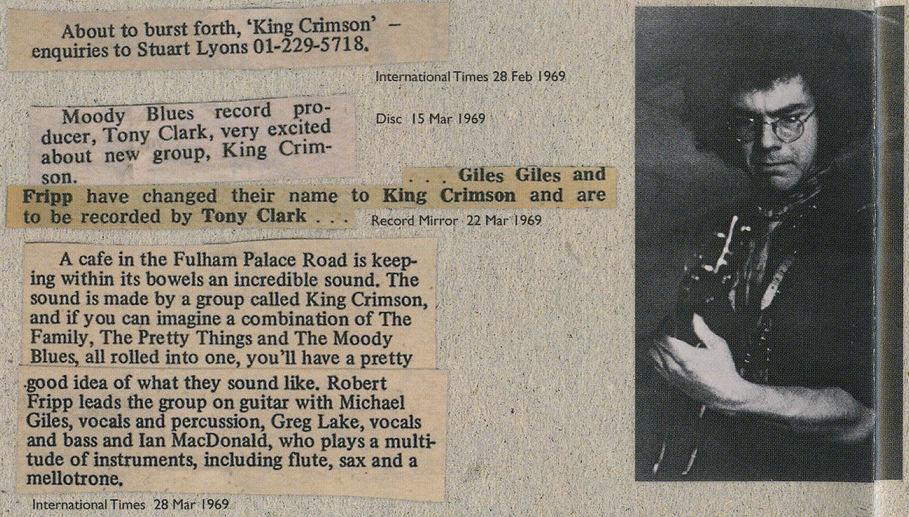 About to burst forth, 'King Crimson' –
enquiries to Stuart Lyons 01-229-5718.
International Times 28 Feb 1969
Moody Blues record pro-
ducer, Tony Clark, very excited
about new group, King Crim-
son.
Disc 15 Mar 1969
. . . Giles Giles and
Fripp have changed their name to King Crimson and are
to be recorded by Tony Clark . . .
Record Mirror 22 Mar 1969
A cafe in the Fulham Palace Road is keep-
ing within its bowels an incredible sound. The
sound is made by a group called King Crimson,
and if you can imagine a combination of The
Family, The Pretty Things and The Moody
Blues, all rolled into one, you'll have a pretty
good idea of what they sound like. Robert
Fripp leads the group on guitar with Michael
Giles, vocals and percussion, Greg Lake, vocals
and bass and Ian MacDonald, who plays a multi-
tude of instruments, including flute, sax and a
mellotrone.
International Times 28 Mar 1969